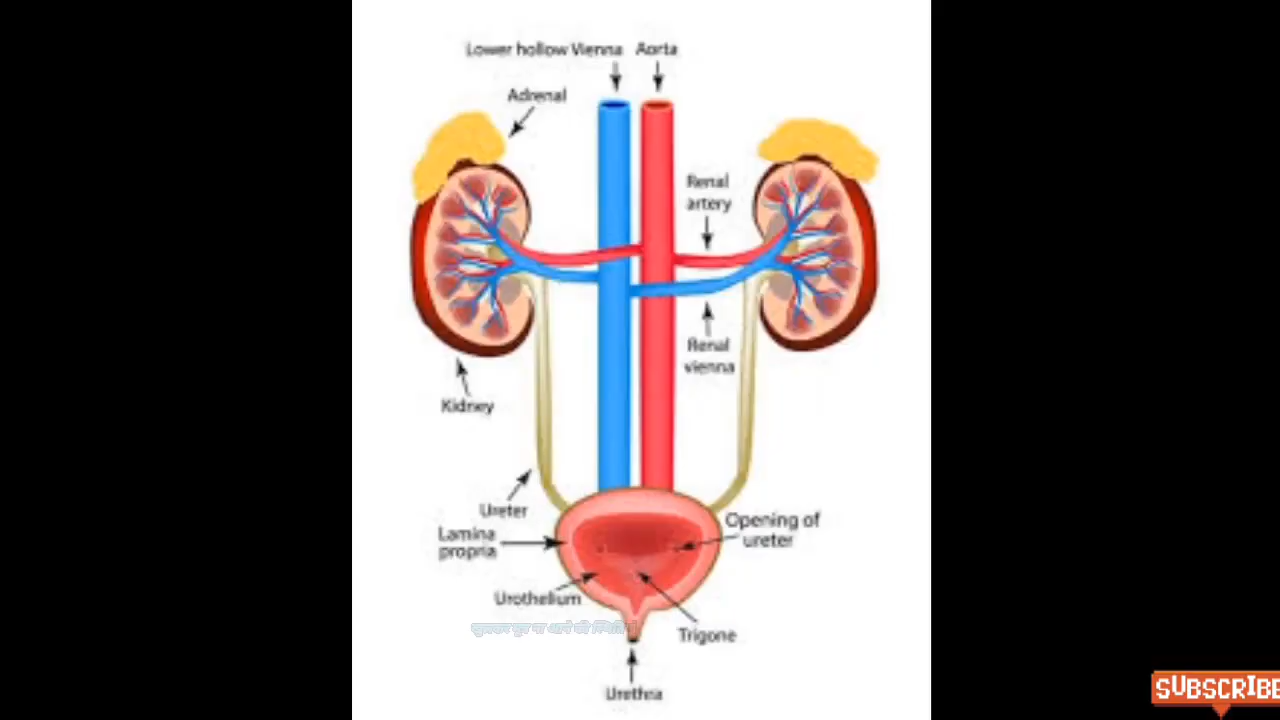 Lower hollow Vienna Aorta
Adrenal
Renal
artery
Renal
vienna
Kidney
Ureter
Lamina
propria
Opening of
ureter
Urothelium
Trigone
Urethra
SUBSCRIBE